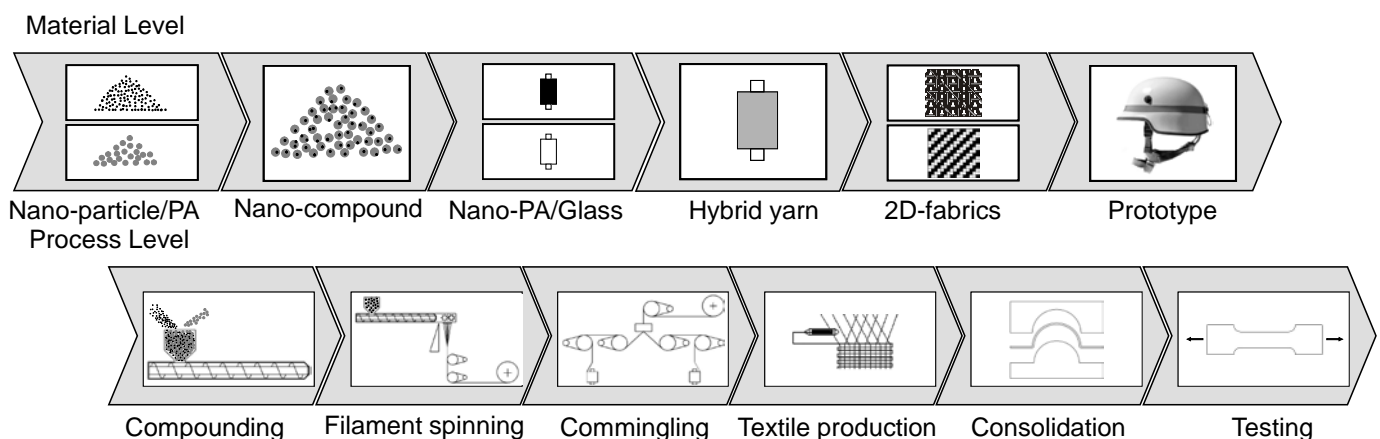 Material Level
Nano-particle/PA
Nano-compound
Nano-PA/Glass
Hybrid yarn
2D-fabrics
Prototype
Process Level
Compounding
Filament spinning
Commingling
Textile production
Consolidation
Testing